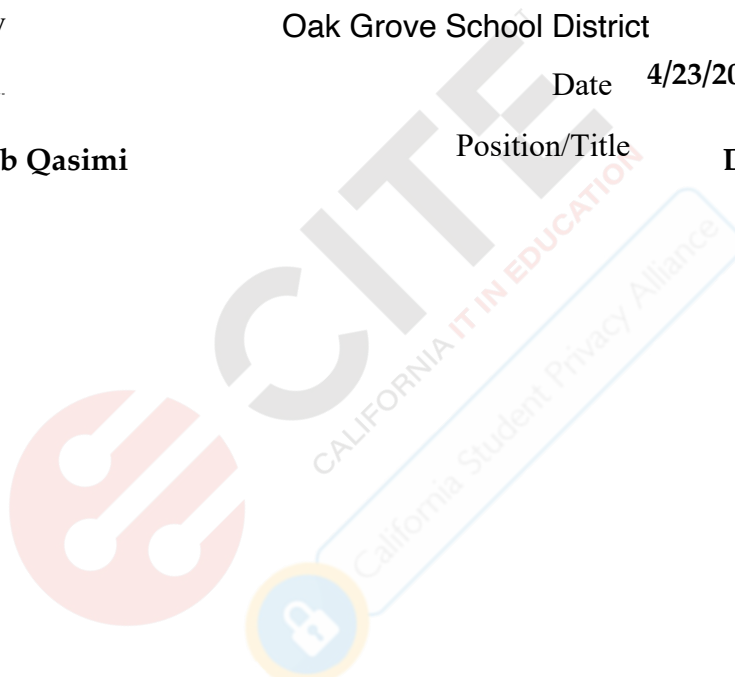 Oak Grove School District
Date 4/23/20
b Qasimi
Position/Title
D
CITE
CALIFORNIA IT IN EDUCATION
California Student Privacy Alliance